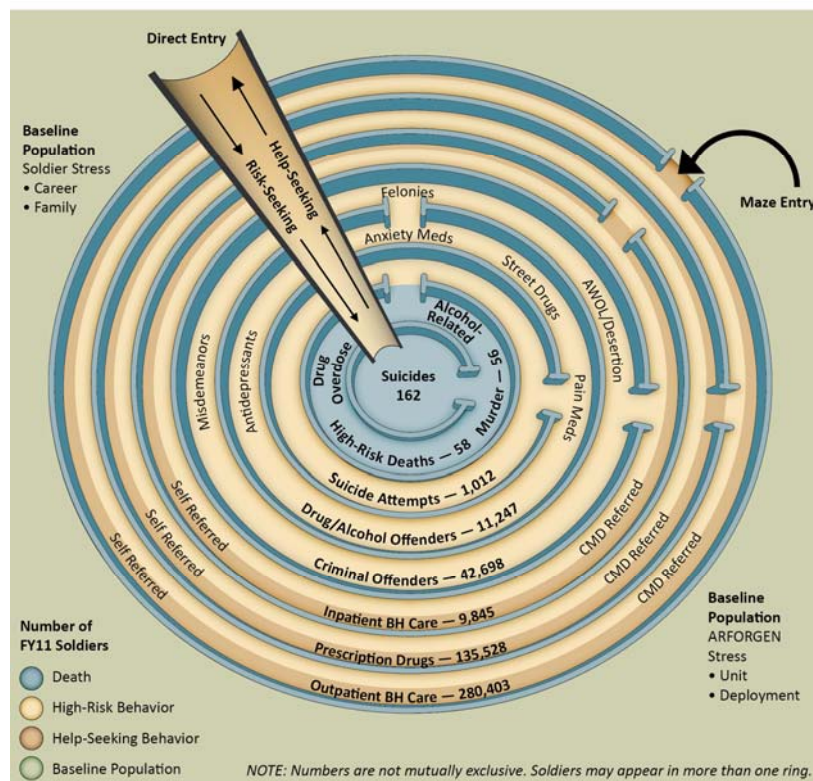 Direct Entry
Baseline
Population
Soldier Stress
• Career
• Family
Risk-Seeking
Help-Seeking
Maze Entry
Felonies
Anxiety Meds
Street Drugs
AWOL/Desertion
Pain Meds
Misdemeanors
Antidepressants
Drug
Overdose
Alcohol-
Related
Murder — 56
High-Risk Deaths — 58
Suicides
162
Suicide Attempts — 1,012
Drug/Alcohol Offenders — 11,247
Criminal Offenders — 42,698
Inpatient BH Care — 9,845
Prescription Drugs — 135,528
Outpatient BH Care — 280,403
Self Referred
Self Referred
Self Referred
CMD Referred
CMD Referred
CMD Referred
Baseline
Population
ARFORGEN
Stress
• Unit
• Deployment
Number of
FY11 Soldiers
Death
High-Risk Behavior
Help-Seeking Behavior
Baseline Population
NOTE: Numbers are not mutually exclusive. Soldiers may appear in more than one ring.